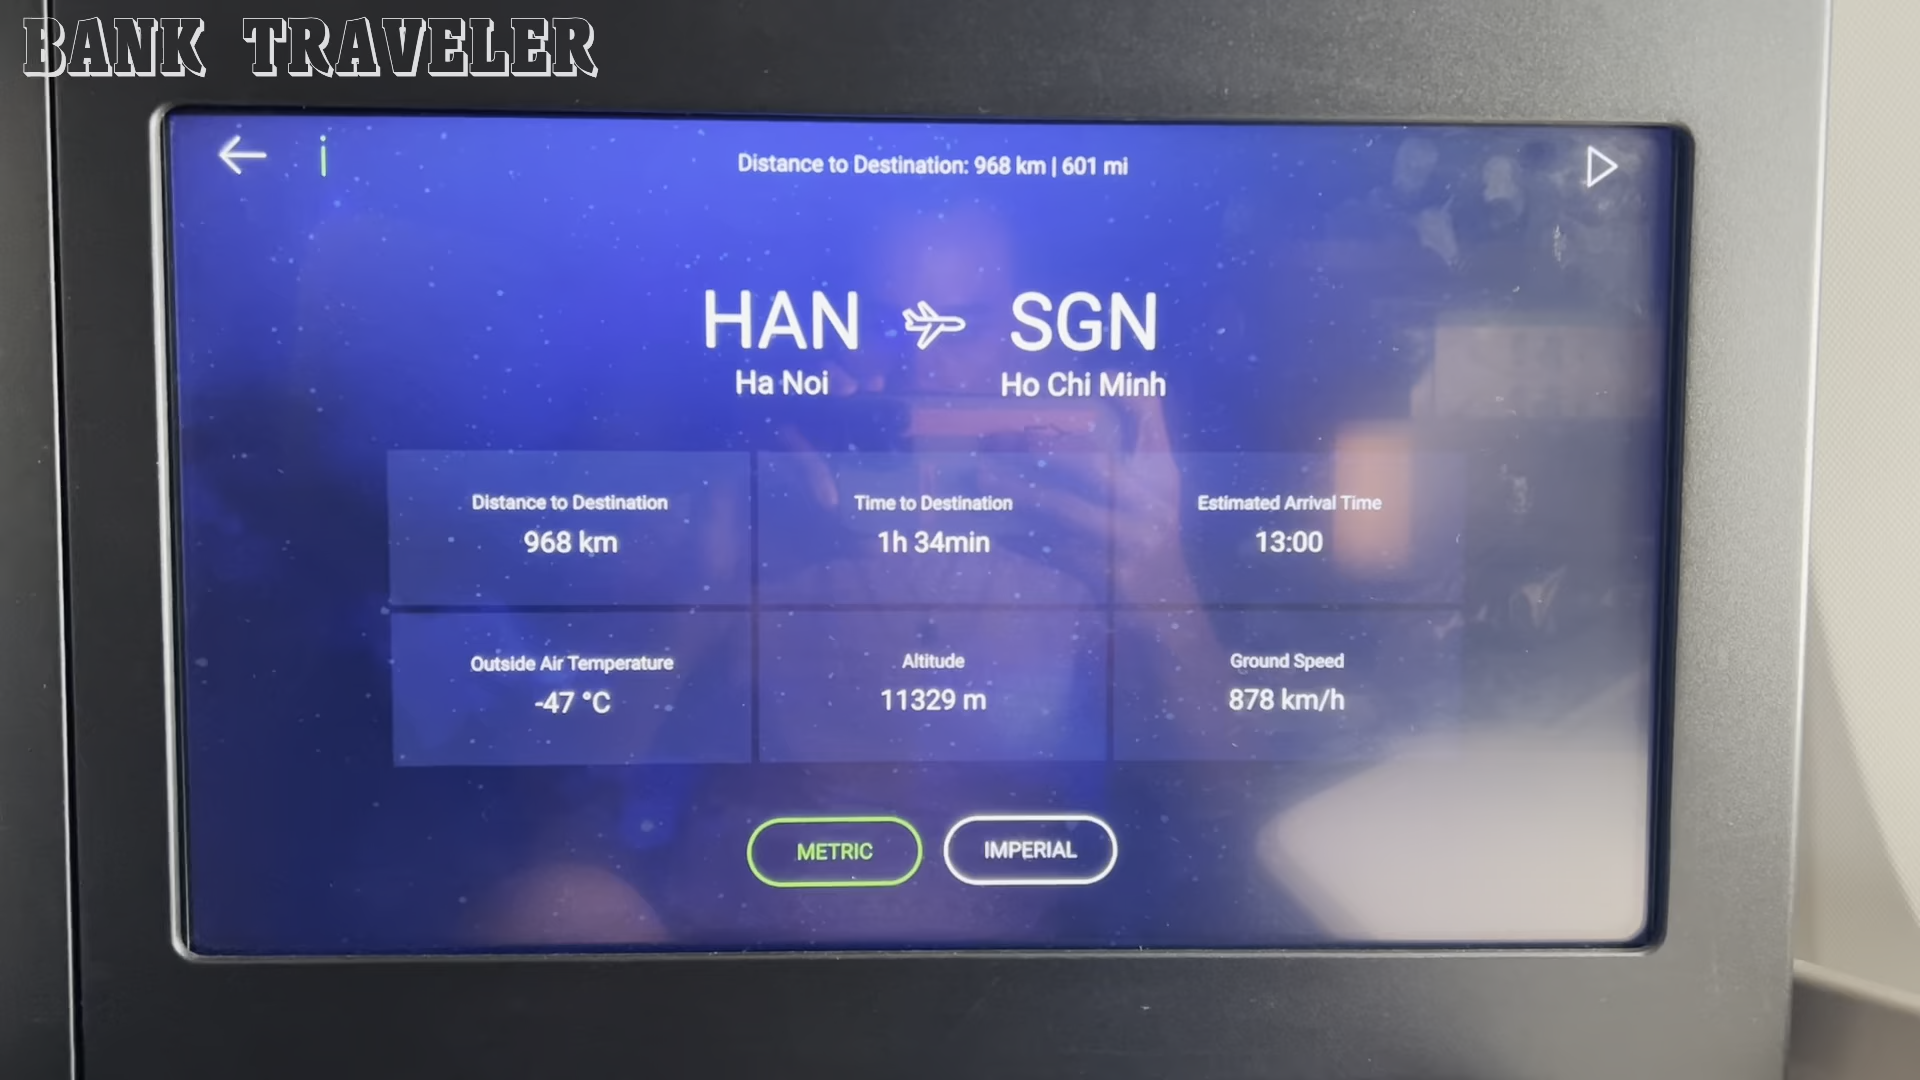 BANK TRAVELER
i
Distance to Destination: 968 km | 601 mi
HAN SGN
Ha Noi Ho Chi Minh
Distance to Destination
968 km
Time to Destination
1h 34min
Estimated Arrival Time
13:00
Outside Air Temperature
-47 °C
Altitude
11329 m
Ground Speed
878 km/h
METRIC IMPERIAL